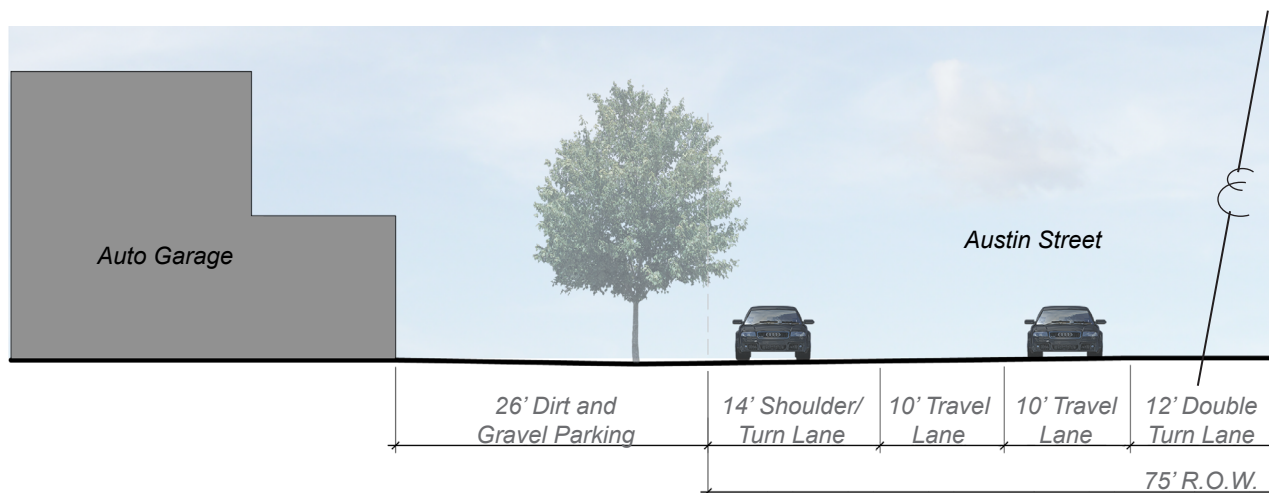 Austin Street
Auto Garage
26’ Dirt and
Gravel Parking
14’ Shoulder/
Turn Lane
10’ Travel
Lane
10’ Travel
Lane
12’ Double
Turn Lane
75’ R.O.W.